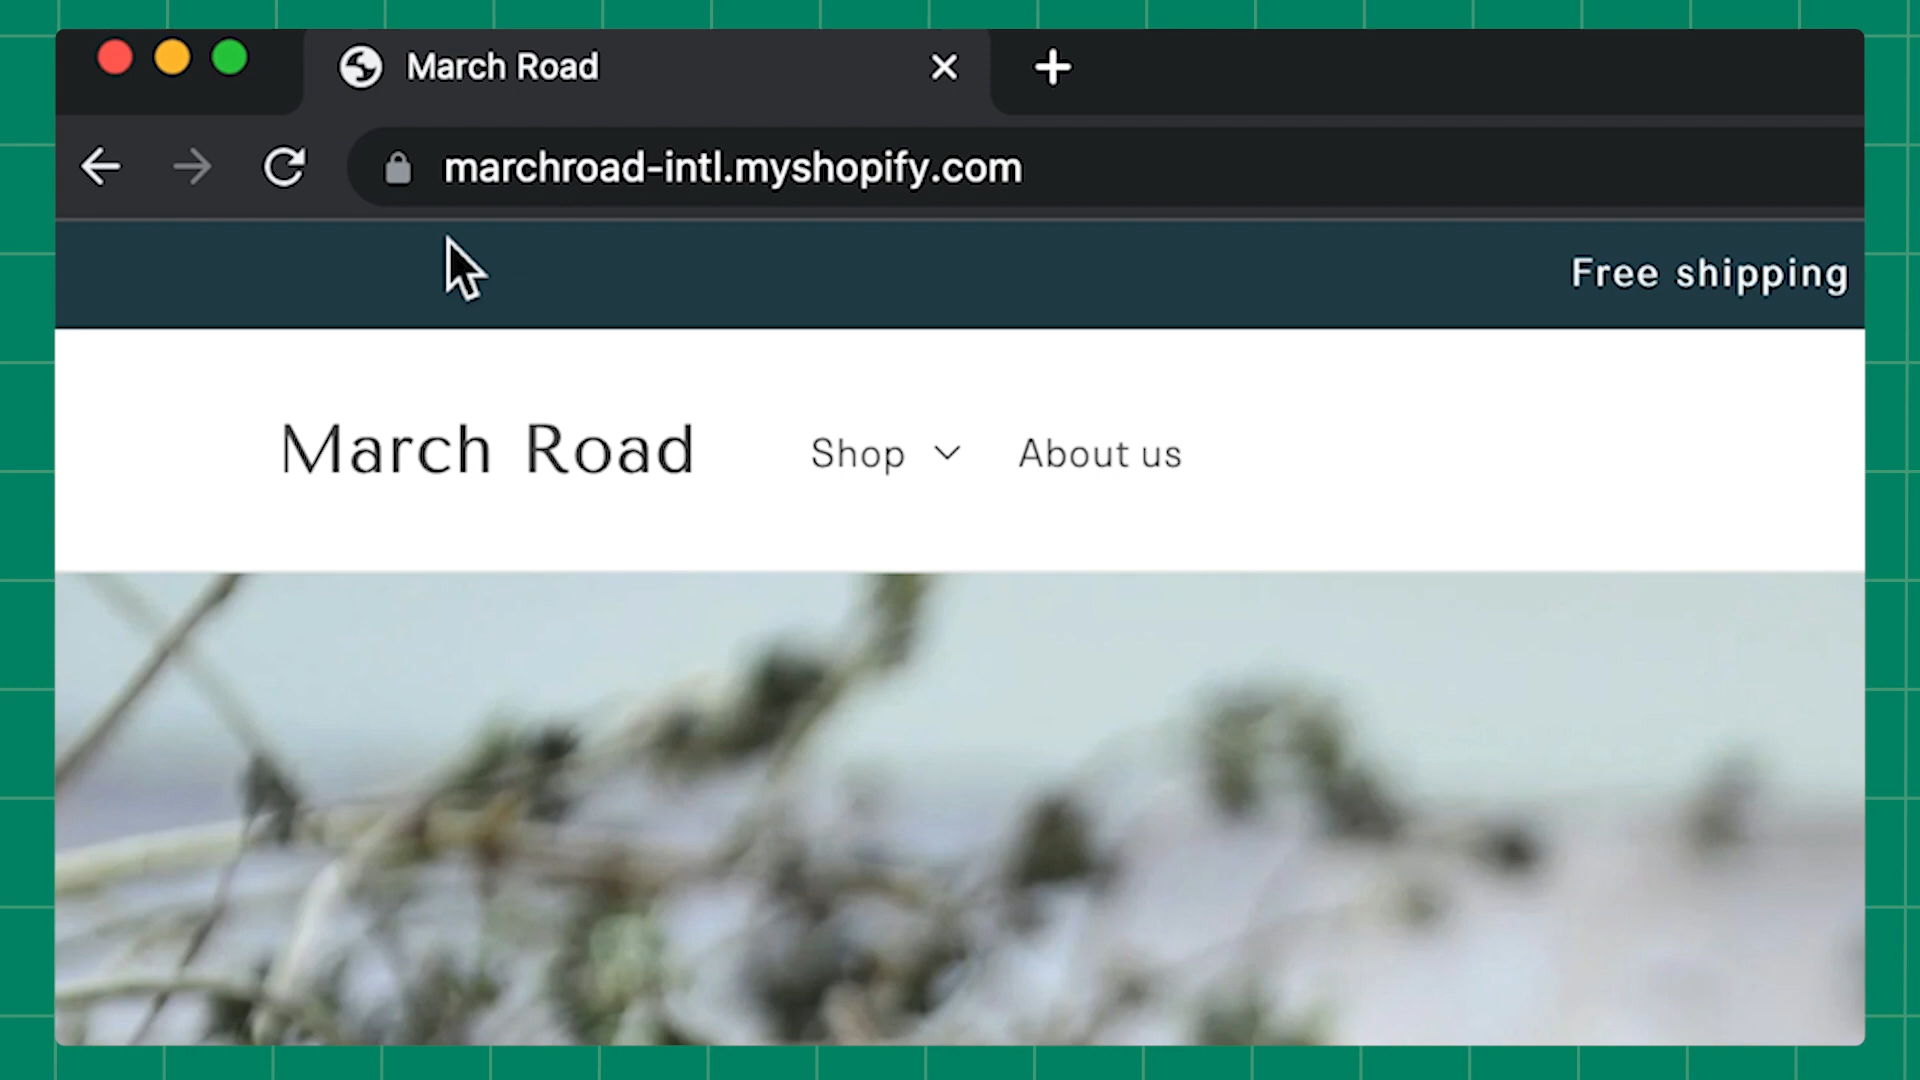 March Road
marchroad-intl.myshopify.com
Free shipping
March Road
Shop
About us